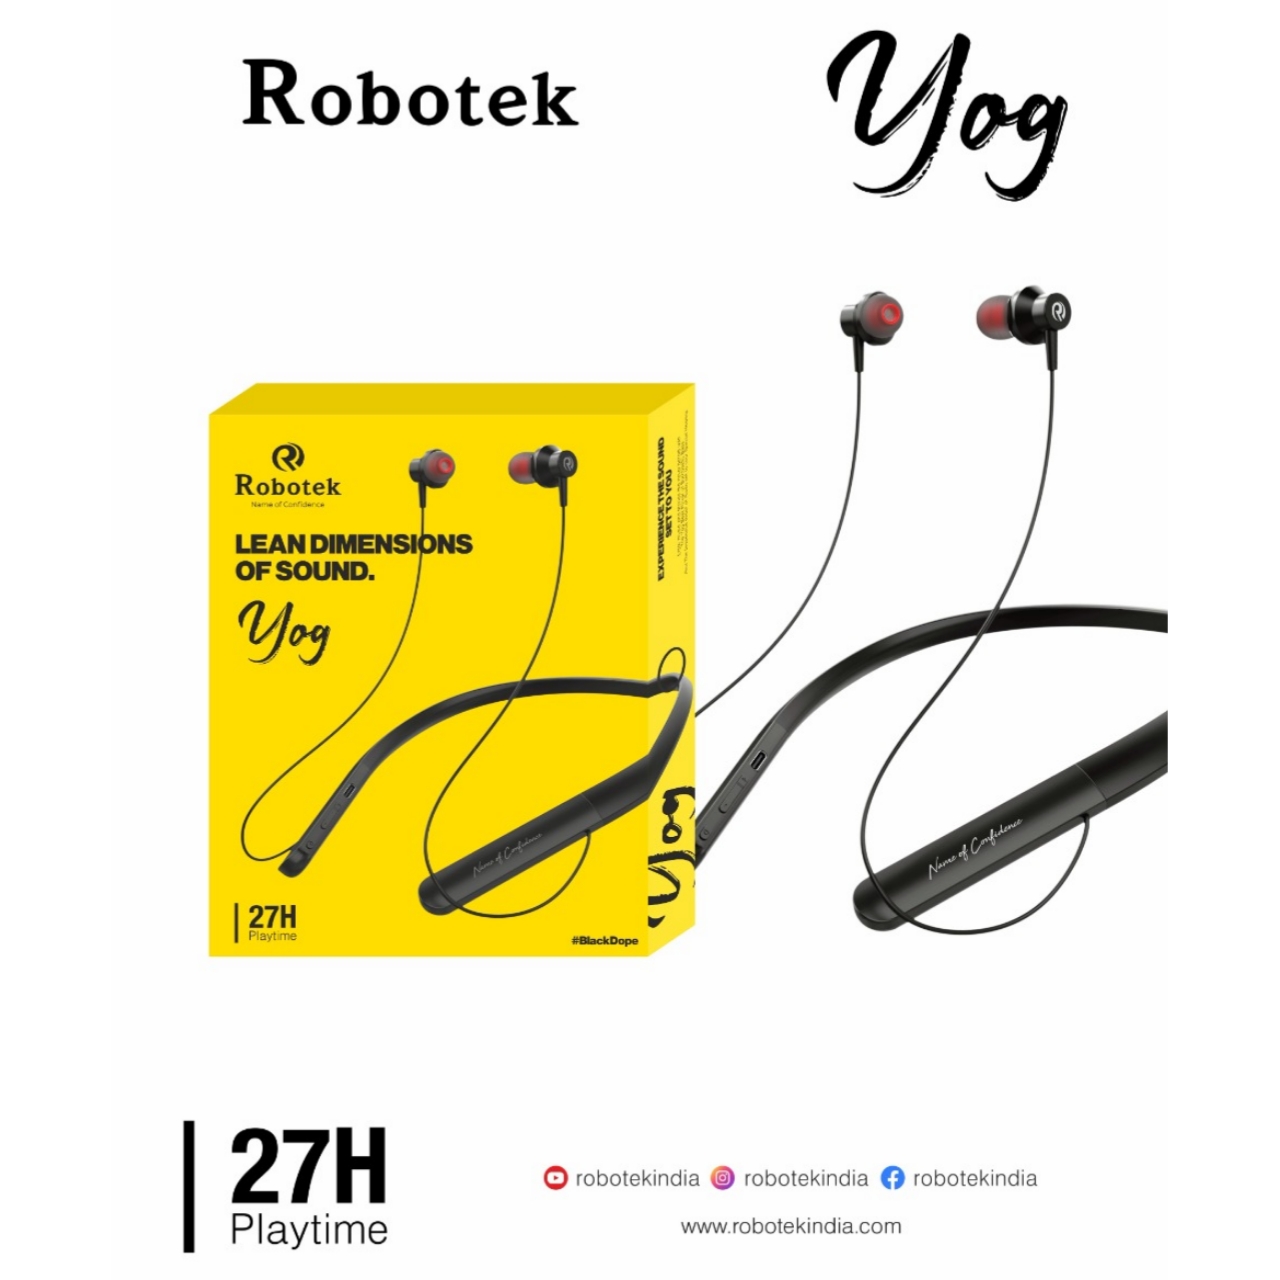 Robotek
Yog
Robotek
Name of Confidence
LEAN DIMENSIONS
OF SOUND.
Yog
27H
Playtime
#BlackDope
EXPERIENCE THE SOUND
SET TO YOU
Yog
Name of Confidence
Name of Confidence
27H
Playtime
robotekindia robotekindia robotekindia
www.robotekindia.com